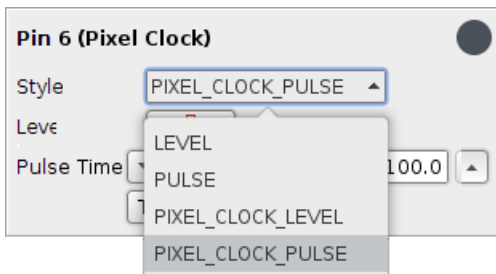 Pin 6 (Pixel Clock)
Style PIXEL_CLOCK_PULSE
Leve
LEVEL
Pulse Time 100.0
PULSE
T
PIXEL_CLOCK_LEVEL
PIXEL_CLOCK_PULSE